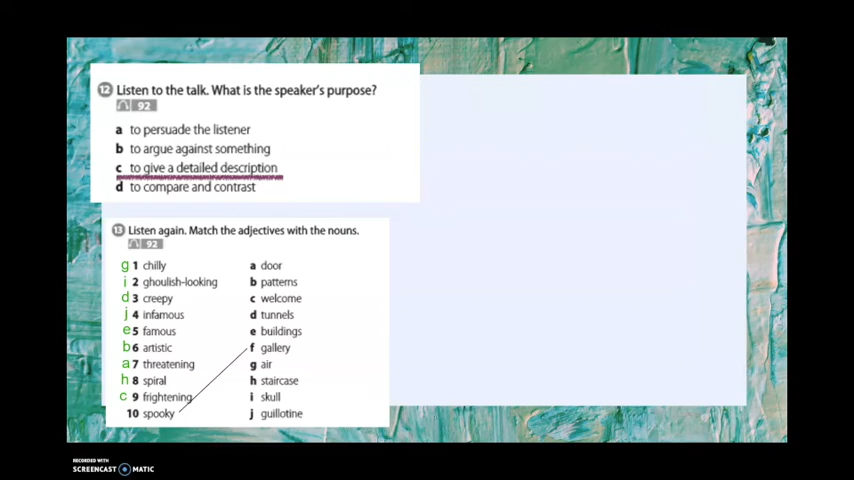 12 Listen to the talk. What is the speaker's purpose?
92
a to persuade the listener
b to argue against something
c to give a detailed description
d to compare and contrast
13 Listen again. Match the adjectives with the nouns.
92
g 1 chilly a door
i 2 ghoulish-looking b patterns
d 3 creepy c welcome
j 4 infamous d tunnels
e 5 famous e buildings
b 6 artistic f gallery
a 7 threatening g air
h 8 spiral h staircase
c 9 frightening i skull
10 spooky j guillotine
RECORDED WITH
SCREENCAST MATIC